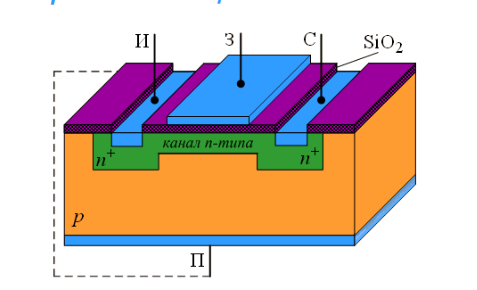 И З С SiO₂
канал n-типа
n⁺ n⁺
p
П